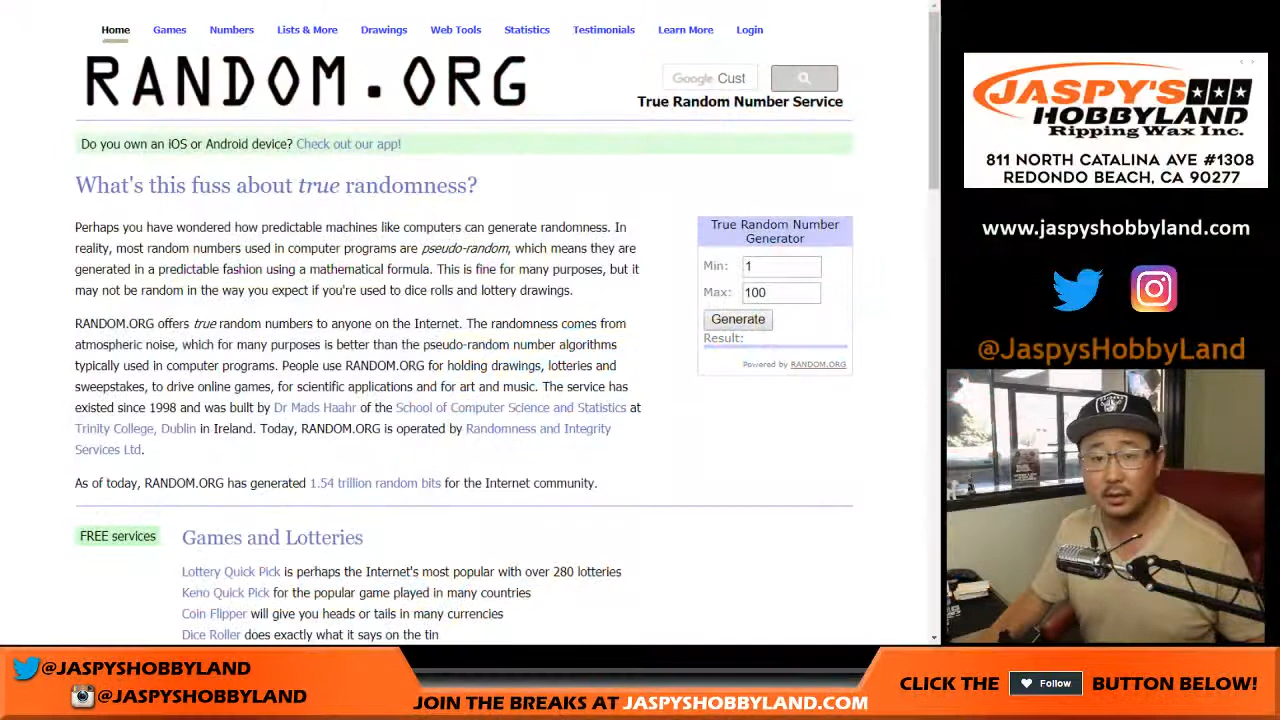 Home Games Numbers Lists & More Drawings Web Tools Statistics Testimonials Learn More Login
RANDOM.ORG
Google Cust
True Random Number Service
Do you own an iOS or Android device? Check out our app!
What's this fuss about true randomness?
Perhaps you have wondered how predictable machines like computers can generate randomness. In
reality, most random numbers used in computer programs are pseudo-random, which means they are
generated in a predictable fashion using a mathematical formula. This is fine for many purposes, but it
may not be random in the way you expect if you're used to dice rolls and lottery drawings.
RANDOM.ORG offers true random numbers to anyone on the Internet. The randomness comes from
atmospheric noise, which for many purposes is better than the pseudo-random number algorithms
typically used in computer programs. People use RANDOM.ORG for holding drawings, lotteries and
sweepstakes, to drive online games, for scientific applications and for art and music. The service has
existed since 1998 and was built by Dr Mads Haahr of the School of Computer Science and Statistics at
Trinity College, Dublin in Ireland. Today, RANDOM.ORG is operated by Randomness and Integrity
Services Ltd.
As of today, RANDOM.ORG has generated 1.54 trillion random bits for the Internet community.
True Random Number
Generator
Min: 1
Max: 100
Generate
Result:
Powered by RANDOM.ORG
FREE services
Games and Lotteries
Lottery Quick Pick is perhaps the Internet's most popular with over 280 lotteries
Keno Quick Pick for the popular game played in many countries
Coin Flipper will give you heads or tails in many currencies
Dice Roller does exactly what it says on the tin
JASPY'S
HOBBYLAND
Ripping Wax Inc.
811 NORTH CATALINA AVE #1308
REDONDO BEACH, CA 90277
www.jaspyshobbyland.com
@JaspysHobbyLand
@JASPYSHOBBYLAND
@JASPYSHOBBYLAND
JOIN THE BREAKS AT JASPYSHOBBYLAND.COM
CLICK THE Follow BUTTON BELOW!